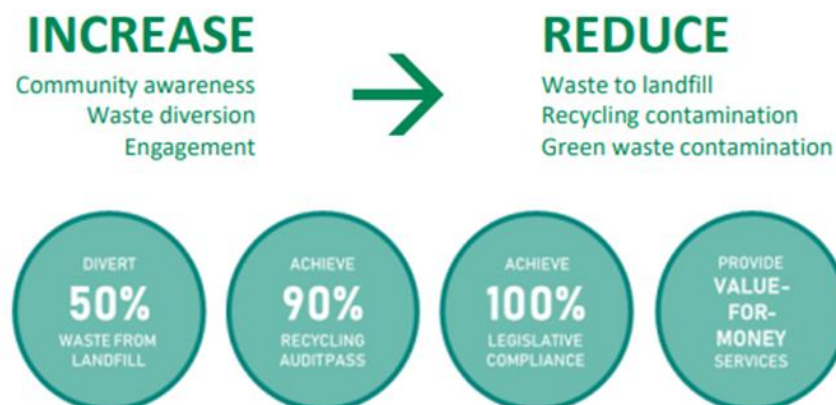 INCREASE
Community awareness
Waste diversion
Engagement
REDUCE
Waste to landfill
Recycling contamination
Green waste contamination
DIVERT
50%
WASTE FROM
LANDFILL
ACHIEVE
90%
RECYCLING
AUDITPASS
ACHIEVE
100%
LEGISLATIVE
COMPLIANCE
PROVIDE
VALUE-
FOR-
MONEY
SERVICES